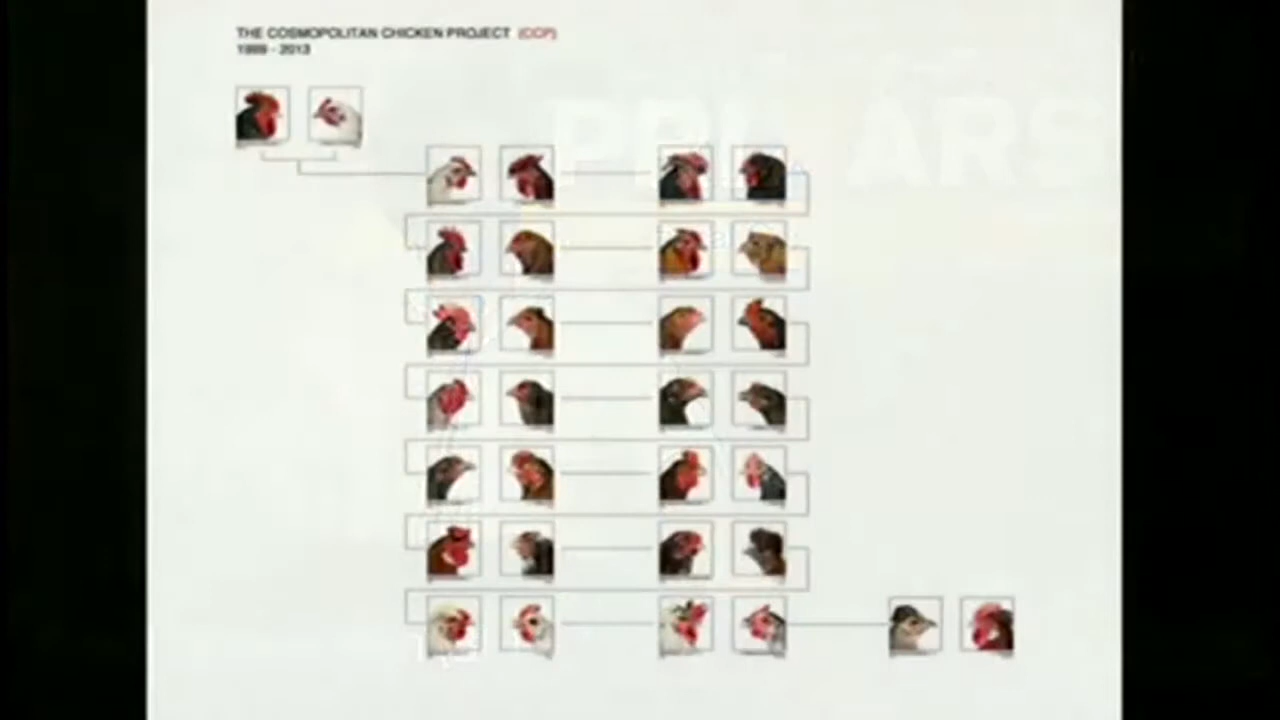 THE COSMOPOLITAN CHICKEN PROJECT (CCP)
1999 - 2013